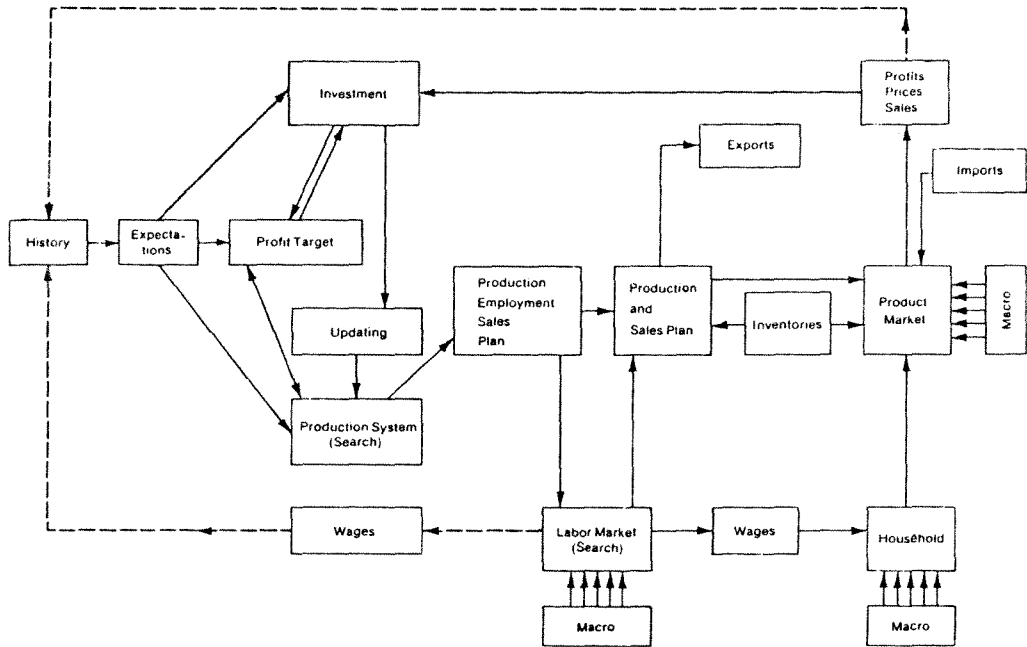 Profits
Prices
Sales
Investment
Exports
Imports
History
Expecta-
tions
Profit Target
Production
Employment
Sales
Plan
Production
and
Sales Plan
Inventories
Product
Market
Macro
Updating
Production System
(Search)
Wages
Labor Market
(Search)
Wages
Household
Macro
Macro